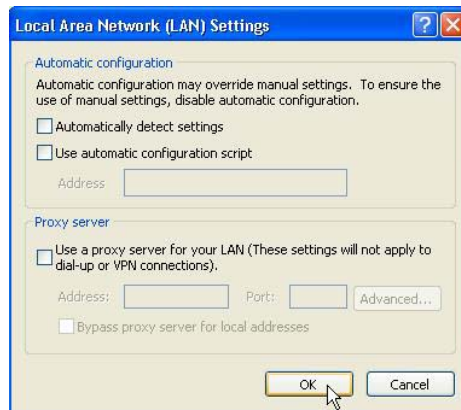 Local Area Network (LAN) Settings
Automatic configuration
Automatic configuration may override manual settings. To ensure the
use of manual settings, disable automatic configuration.
Automatically detect settings
Use automatic configuration script
Address
Proxy server
Use a proxy server for your LAN (These settings will not apply to
dial-up or VPN connections).
Address:
Port:
Advanced...
Bypass proxy server for local addresses
OK
Cancel